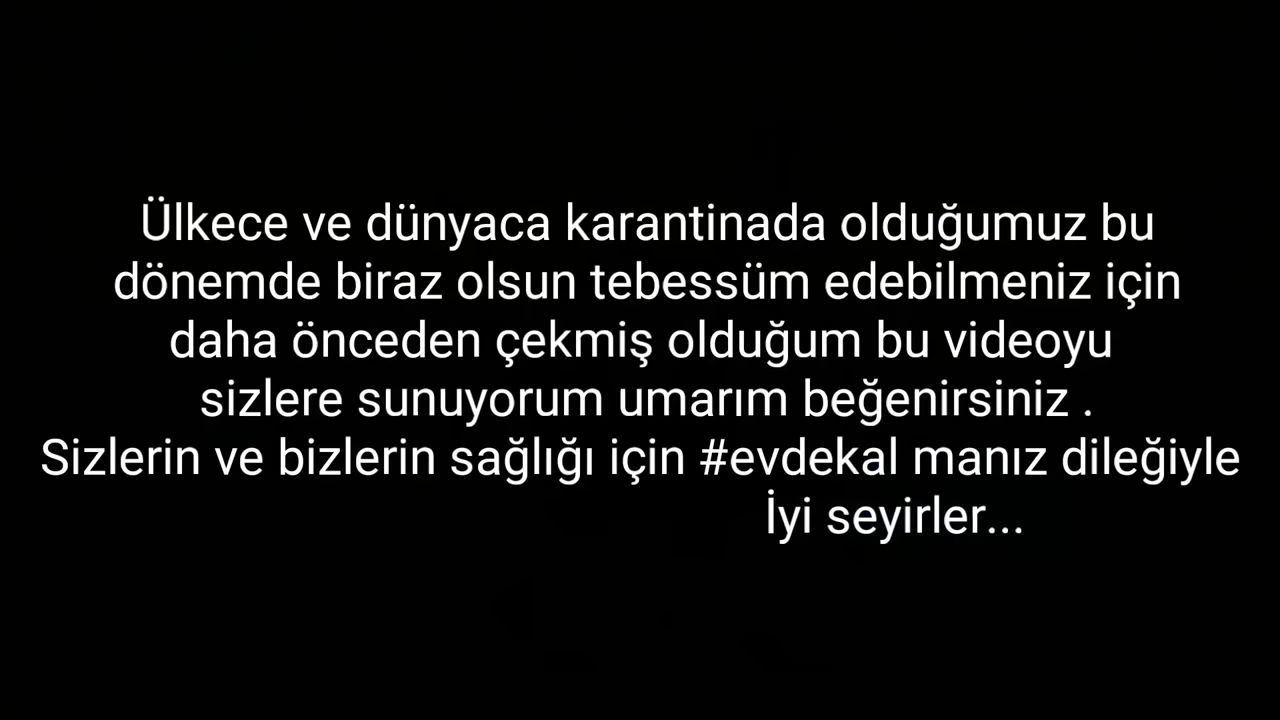 Ülkece ve dünyaca karantinada olduğumuz bu
dönemde biraz olsun tebessüm edebilmeniz için
daha önceden çekmiş olduğum bu videoyu
sizlere sunuyorum umarım beğenirsiniz .
Sizlerin ve bizlerin sağlığı için #evdekal manız dileğiyle
İyi seyirler...